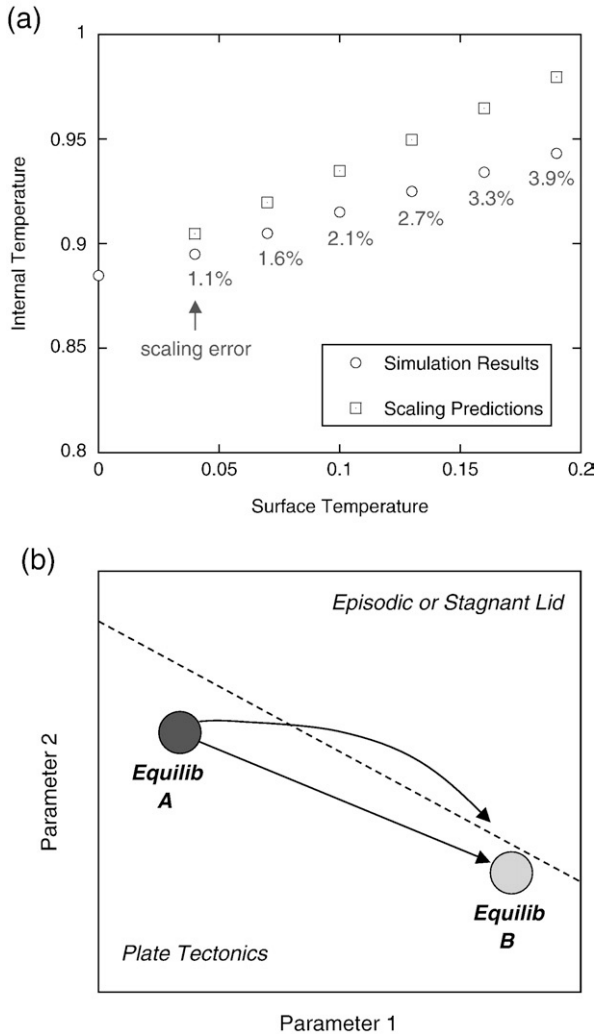 (a)
1
0.95
0.9
0.85
0.8
Internal Temperature
1.1%
1.6%
2.1%
2.7%
3.3%
3.9%
scaling error
Simulation Results
Scaling Predictions
0
0.05
0.1
0.15
0.2
Surface Temperature
(b)
Episodic or Stagnant Lid
Parameter 2
Equilib
A
Equilib
B
Plate Tectonics
Parameter 1